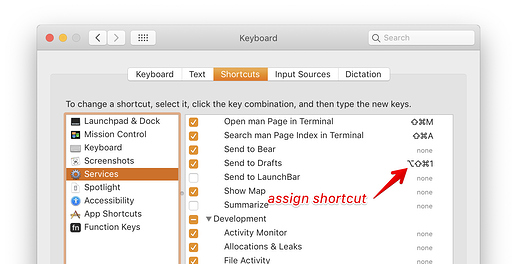 Keyboard
Search
Keyboard Text Shortcuts Input Sources Dictation
To change a shortcut, select it, click the key combination, and then type the new keys.
Launchpad & Dock
Mission Control
Keyboard
Screenshots
Services
Spotlight
Accessibility
App Shortcuts
fn Function Keys
Open man Page in Terminal ⇧⌘M
Search man Page Index in Terminal ⇧⌘A
Send to Bear none
Send to Drafts ⌥⇧⌘1
Send to LaunchBar none
Show Map none
Summarize none
assign shortcut
Development
Activity Monitor none
Allocations & Leaks none
File Activity none